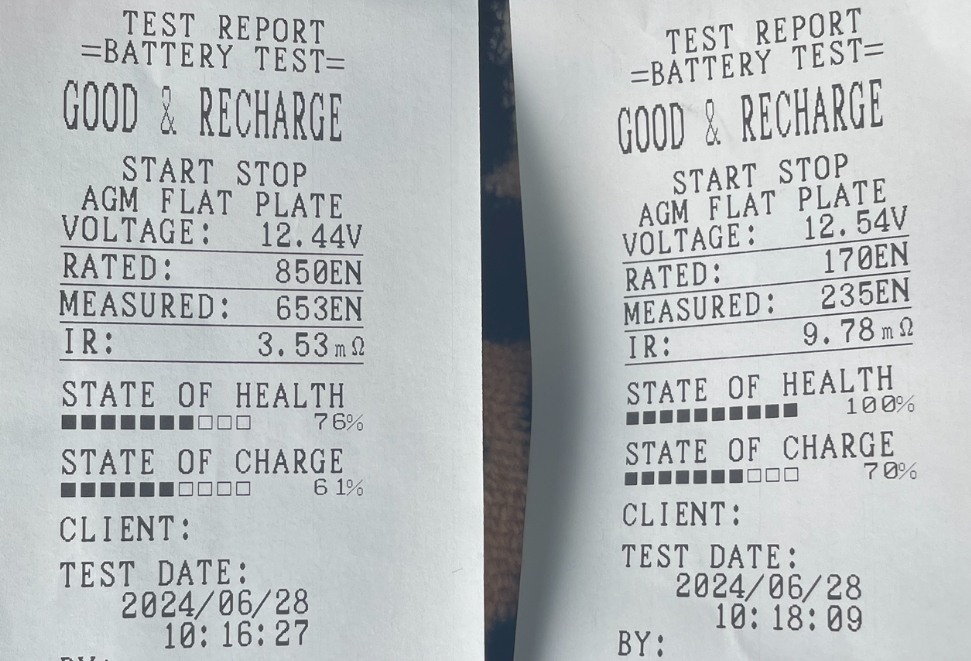 TEST REPORT
=BATTERY TEST=
GOOD & RECHARGE
START STOP
AGM FLAT PLATE
VOLTAGE: 12.44V
RATED: 850EN
MEASURED: 653EN
IR: 3.53mΩ
STATE OF HEALTH
76%
STATE OF CHARGE
61%
CLIENT:
TEST DATE:
2024/06/28
10:16:27
BY:
TEST REPORT
=BATTERY TEST=
GOOD & RECHARGE
START STOP
AGM FLAT PLATE
VOLTAGE: 12.54V
RATED: 170EN
MEASURED: 235EN
IR: 9.78mΩ
STATE OF HEALTH
100%
STATE OF CHARGE
70%
CLIENT:
TEST DATE:
2024/06/28
10:18:09
BY: